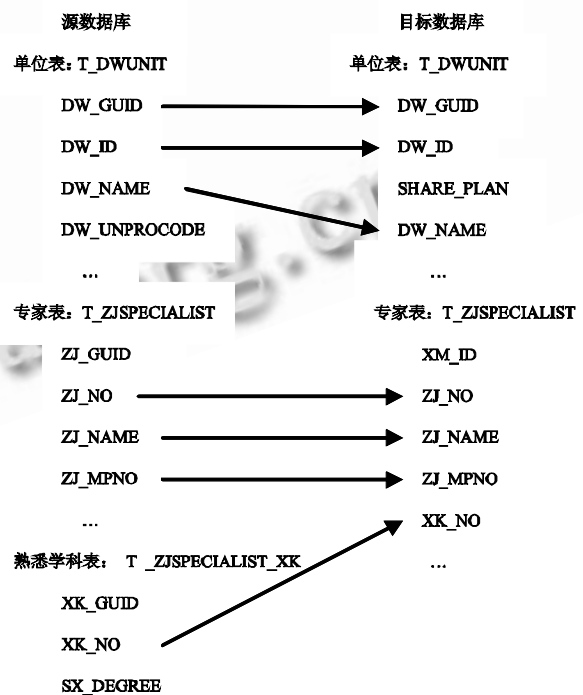 源数据库
单位表：T_DWUNIT
DW_GUID
DW_ID
DW_NAME
DW_UNPROCODE
…
专家表：T_ZJSPECIALIST
ZJ_GUID
ZJ_NO
ZJ_NAME
ZJ_MPNO
…
熟悉学科表： T _ZJSPECIALIST_XK
XK_GUID
XK_NO
SX_DEGREE
目标数据库
单位表：T_DWUNIT
DW_GUID
DW_ID
SHARE_PLAN
DW_NAME
…
专家表：T_ZJSPECIALIST
XM_ID
ZJ_NO
ZJ_NAME
ZJ_MPNO
XK_NO
…